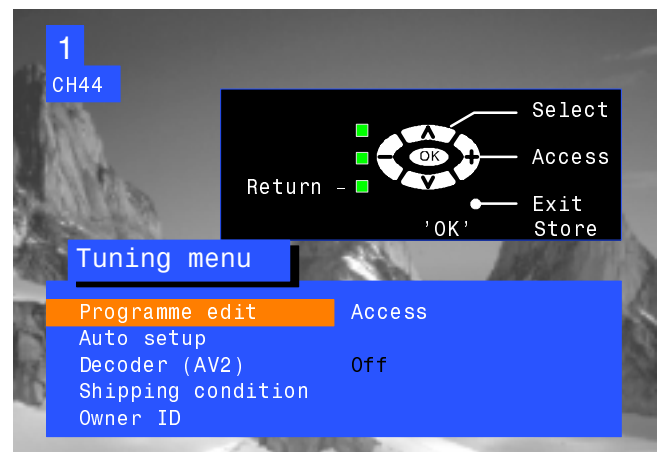 1
CH44
Select
OK
Access
Return
Exit
'OK' Store
Tuning menu
Programme edit Access
Auto setup
Decoder (AV2) Off
Shipping condition
Owner ID